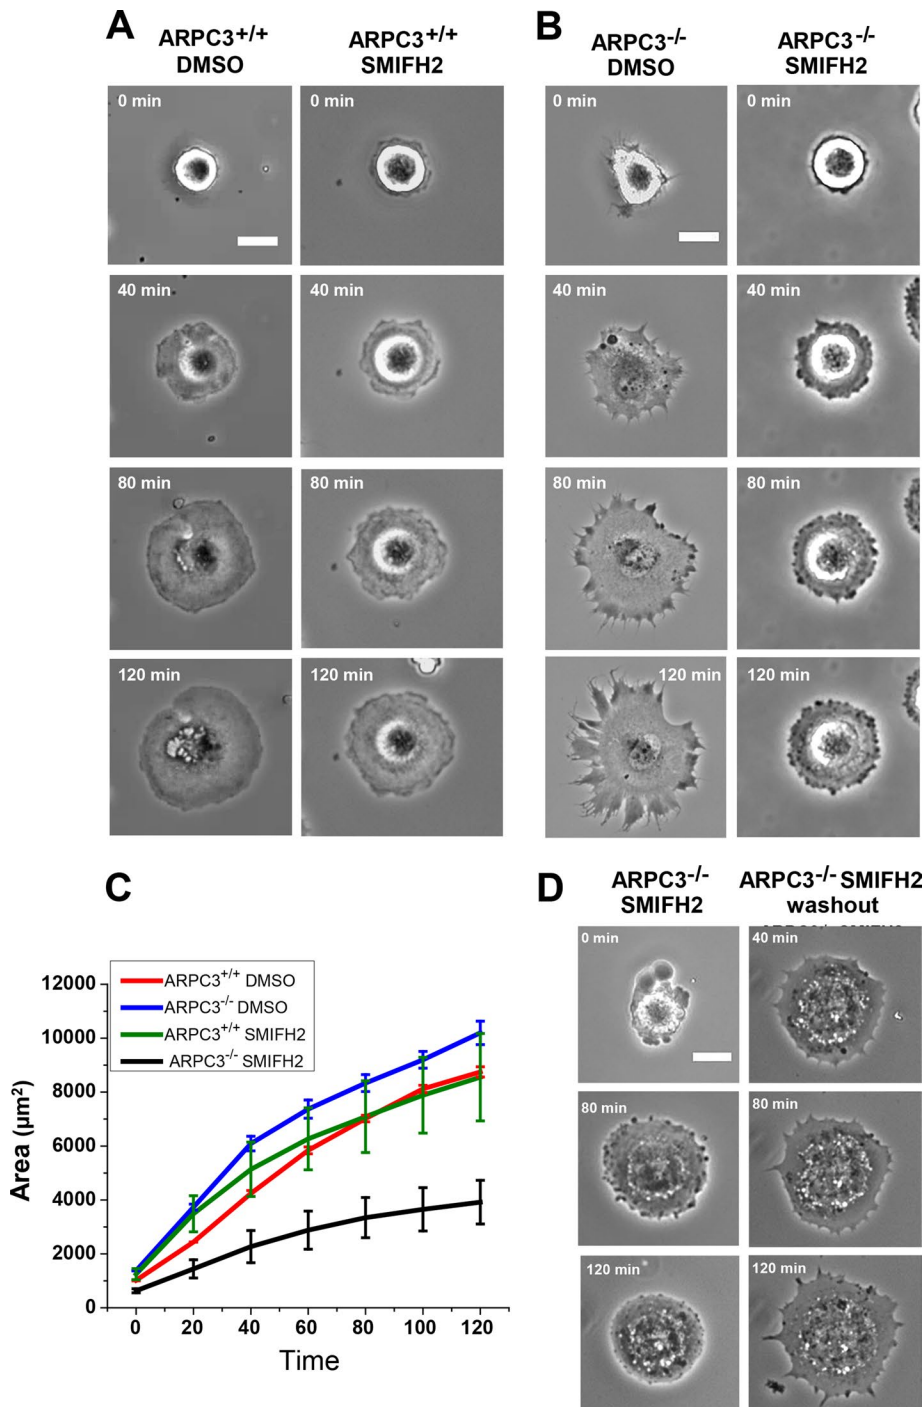 A
ARPC3+/+
DMSO
ARPC3+/+
SMIFH2
B
ARPC3-/-
DMSO
ARPC3-/-
SMIFH2
0 min
0 min
0 min
0 min
40 min
40 min
40 min
40 min
80 min
80 min
80 min
80 min
120 min
120 min
120 min
120 min
C
12000
10000
8000
6000
4000
2000
0
Area (µm²)
ARPC3+/+ DMSO
ARPC3-/- DMSO
ARPC3+/+ SMIFH2
ARPC3-/- SMIFH2
0 20 40 60 80 100 120
Time
D
ARPC3-/-
SMIFH2
ARPC3-/- SMIFH2
washout
0 min
40 min
80 min
80 min
120 min
120 min